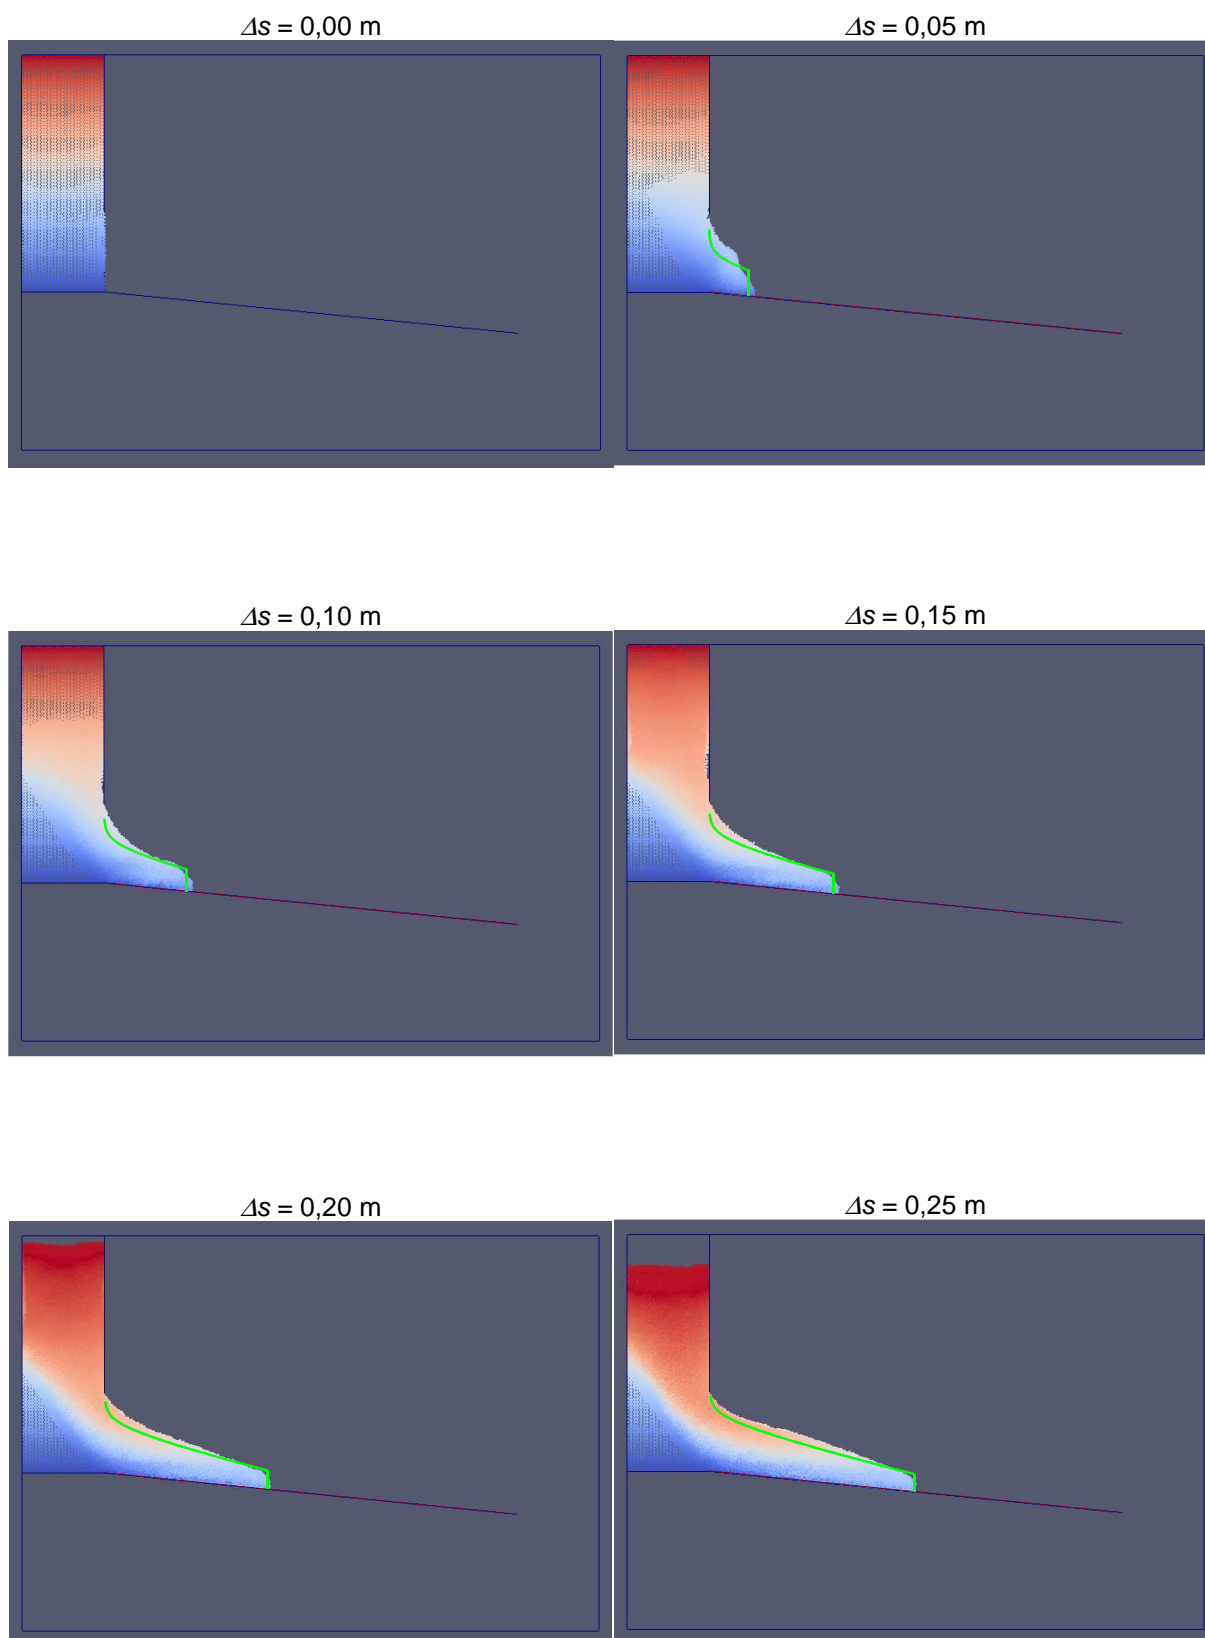 Δs = 0,00 m
Δs = 0,05 m
Δs = 0,10 m
Δs = 0,15 m
Δs = 0,20 m
Δs = 0,25 m